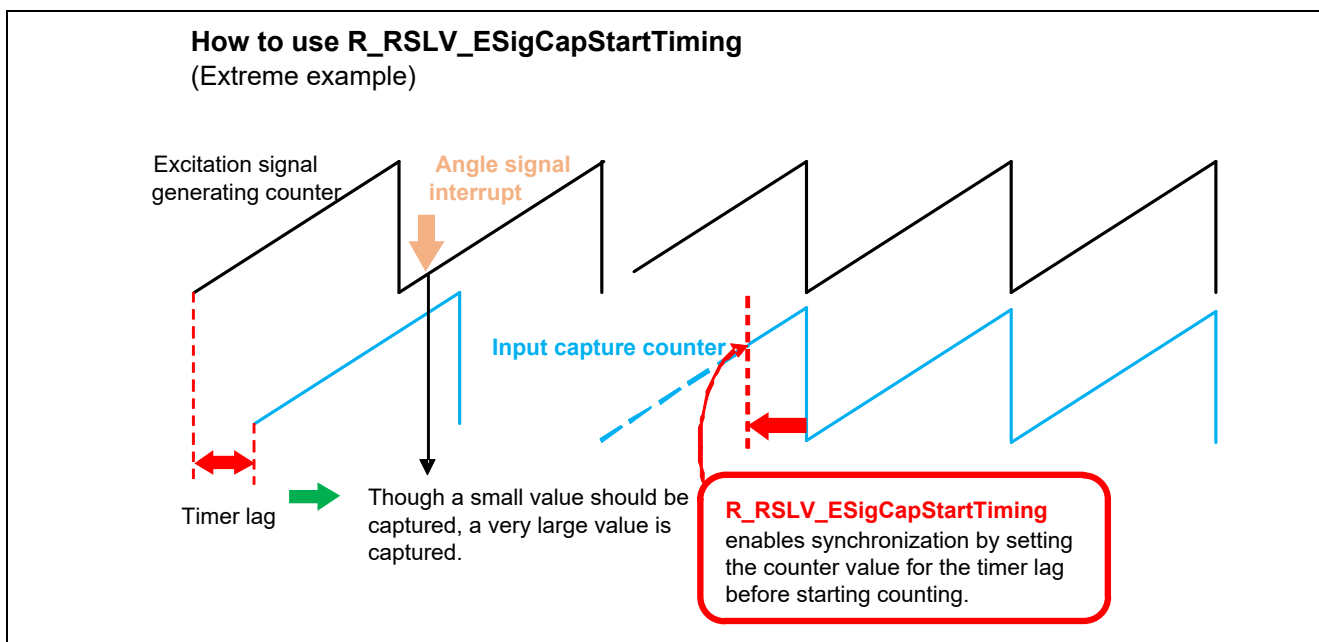 How to use R_RSLV_ESigCapStartTiming
(Extreme example)
Excitation signal
generating counter
Angle signal
interrupt
Input capture counter
Timer lag
Though a small value should be
captured, a very large value is
captured.
R_RSLV_ESigCapStartTiming
enables synchronization by setting
the counter value for the timer lag
before starting counting.